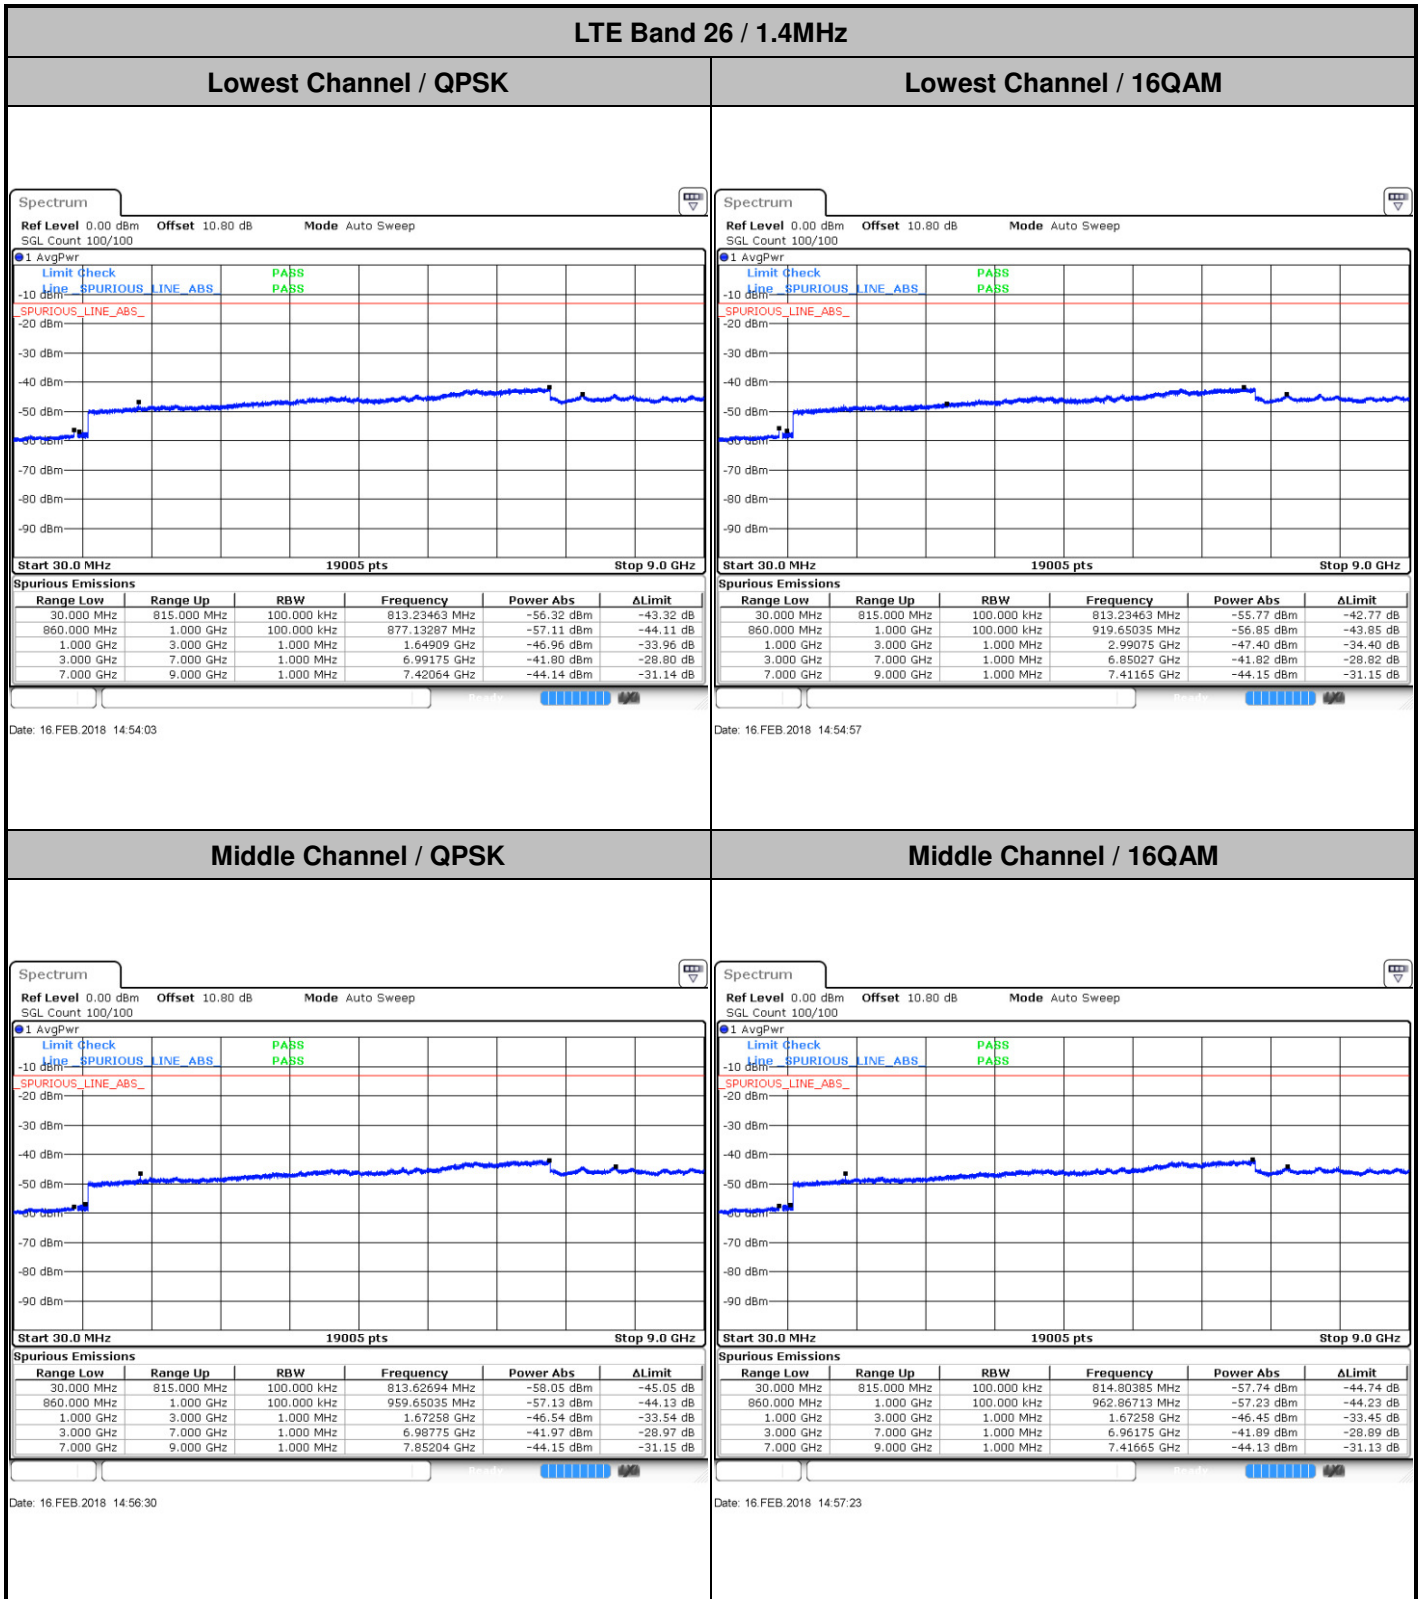 LTE Band 26 / 1.4MHz
Lowest Channel / QPSK
Lowest Channel / 16QAM
Spectrum
Ref Level 0.00 dBm Offset 10.80 dB Mode Auto Sweep
SGL Count 100/100
1 AvgPwr
Limit Check PASS
Line _SPURIOUS_LINE_ABS_ PASS
-10 dBm
_SPURIOUS_LINE_ABS_
-20 dBm
-30 dBm
-40 dBm
-50 dBm
-60 dBm
-70 dBm
-80 dBm
-90 dBm
Start 30.0 MHz 19005 pts Stop 9.0 GHz
Spurious Emissions
Range Low Range Up RBW Frequency Power Abs ΔLimit
30.000 MHz 815.000 MHz 100.000 kHz 813.23463 MHz -56.32 dBm -43.32 dB
860.000 MHz 1.000 GHz 100.000 kHz 877.13287 MHz -57.11 dBm -44.11 dB
1.000 GHz 3.000 GHz 1.000 MHz 1.64909 GHz -46.96 dBm -33.96 dB
3.000 GHz 7.000 GHz 1.000 MHz 6.99175 GHz -41.80 dBm -28.80 dB
7.000 GHz 9.000 GHz 1.000 MHz 7.42064 GHz -44.14 dBm -31.14 dB
Date: 16.FEB.2018 14:54:03
Spectrum
Ref Level 0.00 dBm Offset 10.80 dB Mode Auto Sweep
SGL Count 100/100
1 AvgPwr
Limit Check PASS
Line _SPURIOUS_LINE_ABS_ PASS
-10 dBm
_SPURIOUS_LINE_ABS_
-20 dBm
-30 dBm
-40 dBm
-50 dBm
-60 dBm
-70 dBm
-80 dBm
-90 dBm
Start 30.0 MHz 19005 pts Stop 9.0 GHz
Spurious Emissions
Range Low Range Up RBW Frequency Power Abs ΔLimit
30.000 MHz 815.000 MHz 100.000 kHz 813.23463 MHz -55.77 dBm -42.77 dB
860.000 MHz 1.000 GHz 100.000 kHz 919.65035 MHz -56.85 dBm -43.85 dB
1.000 GHz 3.000 GHz 1.000 MHz 2.99075 GHz -47.40 dBm -34.40 dB
3.000 GHz 7.000 GHz 1.000 MHz 6.85027 GHz -41.82 dBm -28.82 dB
7.000 GHz 9.000 GHz 1.000 MHz 7.41165 GHz -44.15 dBm -31.15 dB
Date: 16.FEB.2018 14:54:57
Middle Channel / QPSK
Middle Channel / 16QAM
Spectrum
Ref Level 0.00 dBm Offset 10.80 dB Mode Auto Sweep
SGL Count 100/100
1 AvgPwr
Limit Check PASS
Line _SPURIOUS_LINE_ABS_ PASS
-10 dBm
_SPURIOUS_LINE_ABS_
-20 dBm
-30 dBm
-40 dBm
-50 dBm
-60 dBm
-70 dBm
-80 dBm
-90 dBm
Start 30.0 MHz 19005 pts Stop 9.0 GHz
Spurious Emissions
Range Low Range Up RBW Frequency Power Abs ΔLimit
30.000 MHz 815.000 MHz 100.000 kHz 813.62694 MHz -58.05 dBm -45.05 dB
860.000 MHz 1.000 GHz 100.000 kHz 959.65035 MHz -57.13 dBm -44.13 dB
1.000 GHz 3.000 GHz 1.000 MHz 1.67258 GHz -46.54 dBm -33.54 dB
3.000 GHz 7.000 GHz 1.000 MHz 6.98775 GHz -41.97 dBm -28.97 dB
7.000 GHz 9.000 GHz 1.000 MHz 7.85204 GHz -44.15 dBm -31.15 dB
Date: 16.FEB.2018 14:56:30
Spectrum
Ref Level 0.00 dBm Offset 10.80 dB Mode Auto Sweep
SGL Count 100/100
1 AvgPwr
Limit Check PASS
Line _SPURIOUS_LINE_ABS_ PASS
-10 dBm
_SPURIOUS_LINE_ABS_
-20 dBm
-30 dBm
-40 dBm
-50 dBm
-60 dBm
-70 dBm
-80 dBm
-90 dBm
Start 30.0 MHz 19005 pts Stop 9.0 GHz
Spurious Emissions
Range Low Range Up RBW Frequency Power Abs ΔLimit
30.000 MHz 815.000 MHz 100.000 kHz 814.80385 MHz -57.74 dBm -44.74 dB
860.000 MHz 1.000 GHz 100.000 kHz 962.86713 MHz -57.23 dBm -44.23 dB
1.000 GHz 3.000 GHz 1.000 MHz 1.67258 GHz -46.45 dBm -33.45 dB
3.000 GHz 7.000 GHz 1.000 MHz 6.96175 GHz -41.89 dBm -28.89 dB
7.000 GHz 9.000 GHz 1.000 MHz 7.41665 GHz -44.13 dBm -31.13 dB
Date: 16.FEB.2018 14:57:23